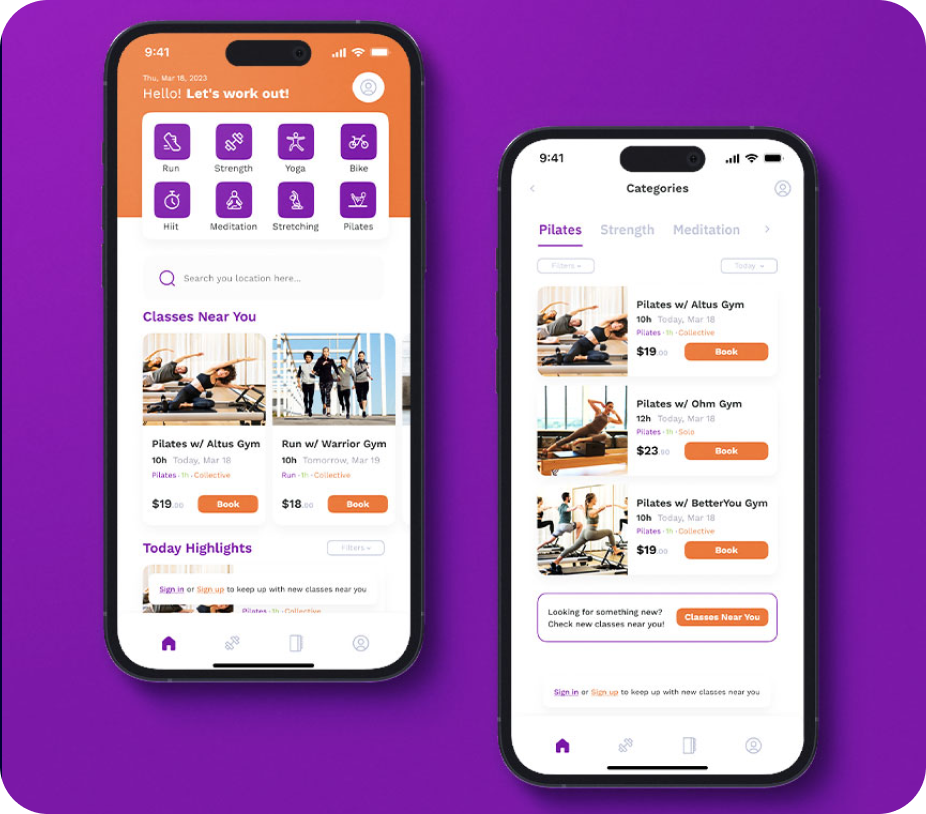 9:41
Thu, Mar 18, 2023
Hello! Let's work out!
Run
Strength
Yoga
Bike
Hiit
Meditation
Stretching
Pilates
Search you location here...
Classes Near You
Pilates w/ Altus Gym
10h Today, Mar 18
Pilates • 1h • Collective
$19.00
Book
Run w/ Warrior Gym
10h Tomorrow, Mar 19
Run • 1h • Collective
$18.00
Book
Today Highlights
Filters
Sign in or Sign up to keep up with new classes near you
Pilates • 1h • Collective
9:41
Categories
Pilates
Strength
Meditation
Filters
Today
Pilates w/ Altus Gym
10h Today, Mar 18
Pilates • 1h • Collective
$19.00
Book
Pilates w/ Ohm Gym
12h Today, Mar 18
Pilates • 1h • Solo
$23.90
Book
Pilates w/ BetterYou Gym
10h Today, Mar 18
Pilates • 1h • Collective
$19.00
Book
Looking for something new?
Check new classes near you!
Classes Near You
Sign in or Sign up to keep up with new classes near you